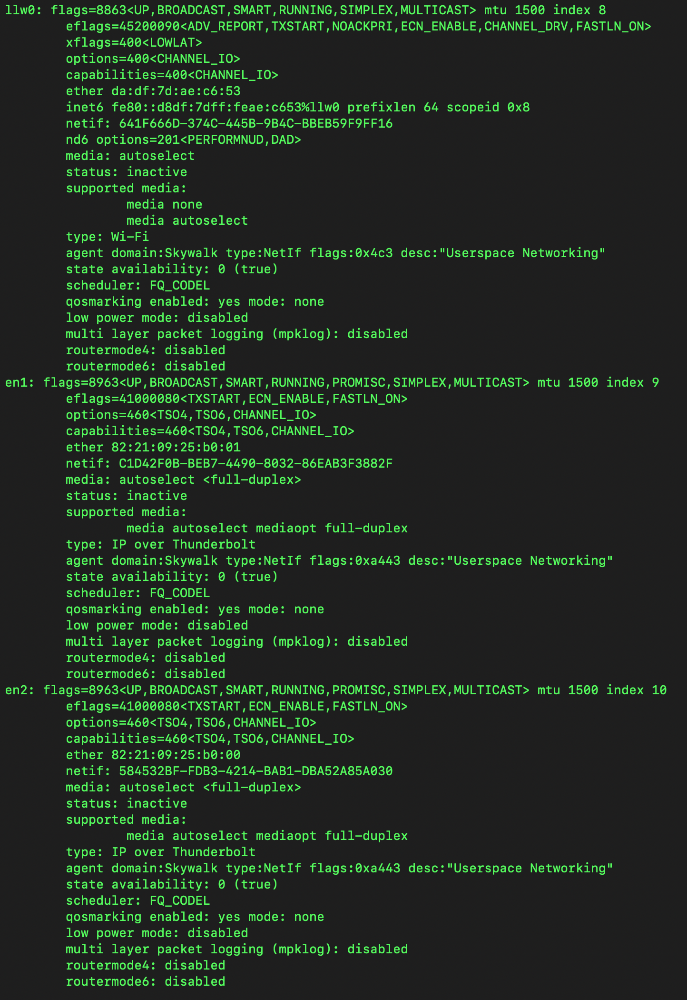 llw0: flags=8863<UP,BROADCAST,SMART,RUNNING,SIMPLEX,MULTICAST> mtu 1500 index 8
eflags=45200090<ADV_REPORT,TXSTART,NOACKPRI,ECN_ENABLE,CHANNEL_DRV,FASTLN_ON>
xflags=400<LOWLAT>
options=400<CHANNEL_IO>
capabilities=400<CHANNEL_IO>
ether da:df:7d:ae:c6:53
inet6 fe80::d8df:7dff:feae:c653%llw0 prefixlen 64 scopeid 0x8
netif: 641F666D-374C-445B-9B4C-BBEB59F9FF16
nd6 options=201<PERFORMNUD,DAD>
media: autoselect
status: inactive
supported media:
media none
media autoselect
type: Wi-Fi
agent domain:Skywalk type:NetIf flags:0x4c3 desc:"Userspace Networking"
state availability: 0 (true)
scheduler: FQ_CODEL
qosmarking enabled: yes mode: none
low power mode: disabled
multi layer packet logging (mpklog): disabled
routermode4: disabled
routermode6: disabled
en1: flags=8963<UP,BROADCAST,SMART,RUNNING,PROMISC,SIMPLEX,MULTICAST> mtu 1500 index 9
eflags=41000080<TXSTART,ECN_ENABLE,FASTLN_ON>
options=460<TSO4,TSO6,CHANNEL_IO>
capabilities=460<TSO4,TSO6,CHANNEL_IO>
ether 82:21:09:25:b0:01
netif: C1D42F0B-BEB7-4490-8032-86EAB3F3882F
media: autoselect <full-duplex>
status: inactive
supported media:
media autoselect mediaopt full-duplex
type: IP over Thunderbolt
agent domain:Skywalk type:NetIf flags:0xa443 desc:"Userspace Networking"
state availability: 0 (true)
scheduler: FQ_CODEL
qosmarking enabled: yes mode: none
low power mode: disabled
multi layer packet logging (mpklog): disabled
routermode4: disabled
routermode6: disabled
en2: flags=8963<UP,BROADCAST,SMART,RUNNING,PROMISC,SIMPLEX,MULTICAST> mtu 1500 index 10
eflags=41000080<TXSTART,ECN_ENABLE,FASTLN_ON>
options=460<TSO4,TSO6,CHANNEL_IO>
capabilities=460<TSO4,TSO6,CHANNEL_IO>
ether 82:21:09:25:b0:00
netif: 584532BF-FDB3-4214-BAB1-DBA52A85A030
media: autoselect <full-duplex>
status: inactive
supported media:
media autoselect mediaopt full-duplex
type: IP over Thunderbolt
agent domain:Skywalk type:NetIf flags:0xa443 desc:"Userspace Networking"
state availability: 0 (true)
scheduler: FQ_CODEL
qosmarking enabled: yes mode: none
low power mode: disabled
multi layer packet logging (mpklog): disabled
routermode4: disabled
routermode6: disabled